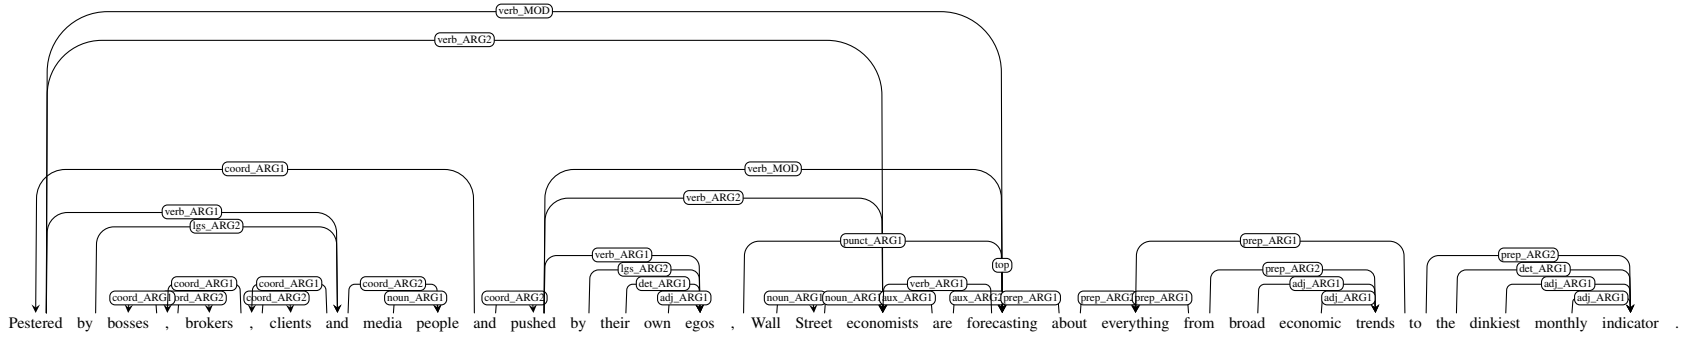 verb_MOD
verb_ARG2
coord_ARG1 verb_MOD
verb_ARG2
verb_ARG1
lgs_ARG2
punct_ARG1 prep_ARG1
verb_ARG1 prep_ARG2
top
lgs_ARG2 prep_ARG2 det_ARG1
coord_ARG1 coord_ARG1 coord_ARG2 det_ARG1 verb_ARG1 adj_ARG1 adj_ARG1
coord_ARG1 ord_ARG2 coord_ARG2 noun_ARG1 coord_ARG2 adj_ARG1 noun_ARG1 noun_ARG1 aux_ARG1 aux_ARG2 prep_ARG1 prep_ARG2 prep_ARG1 adj_ARG1 adj_ARG1
Pestered by bosses , brokers , clients and media people and pushed by their own egos , Wall Street economists are forecasting about everything from broad economic trends to the dinkiest monthly indicator .